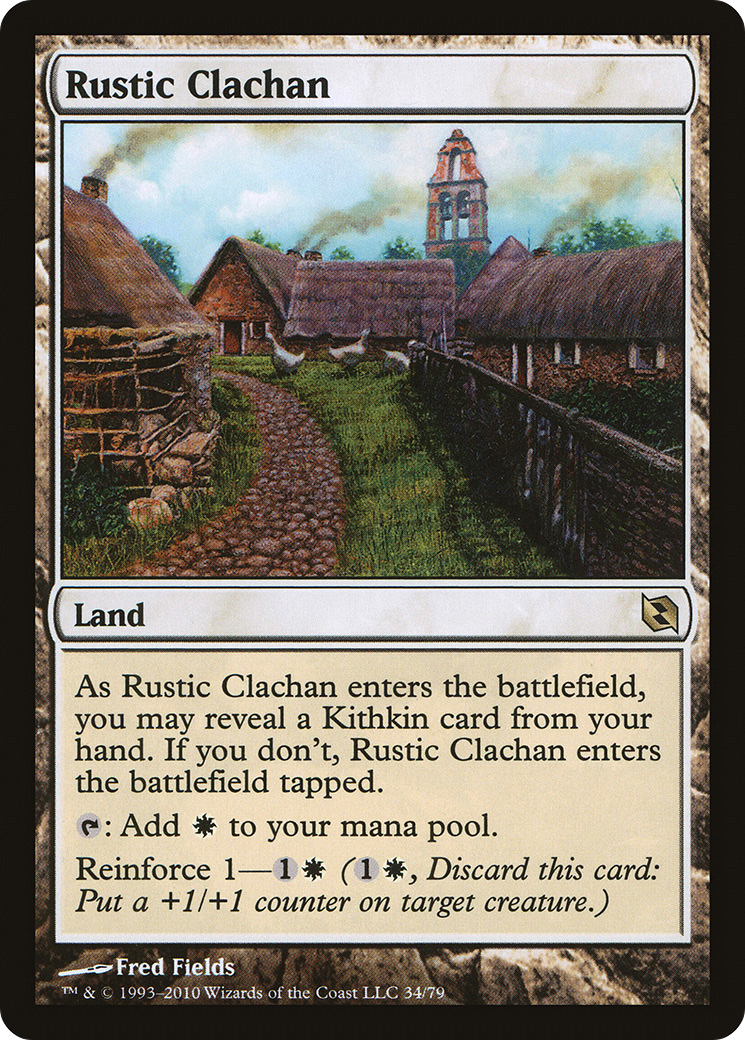 Rustic Clachan
Land
As Rustic Clachan enters the battlefield,
you may reveal a Kithkin card from your
hand. If you don't, Rustic Clachan enters
the battlefield tapped.
: Add to your mana pool.
Reinforce 1—1 (1, Discard this card:
Put a +1/+1 counter on target creature.)
Fred Fields
™ & © 1993–2010 Wizards of the Coast LLC 34/79